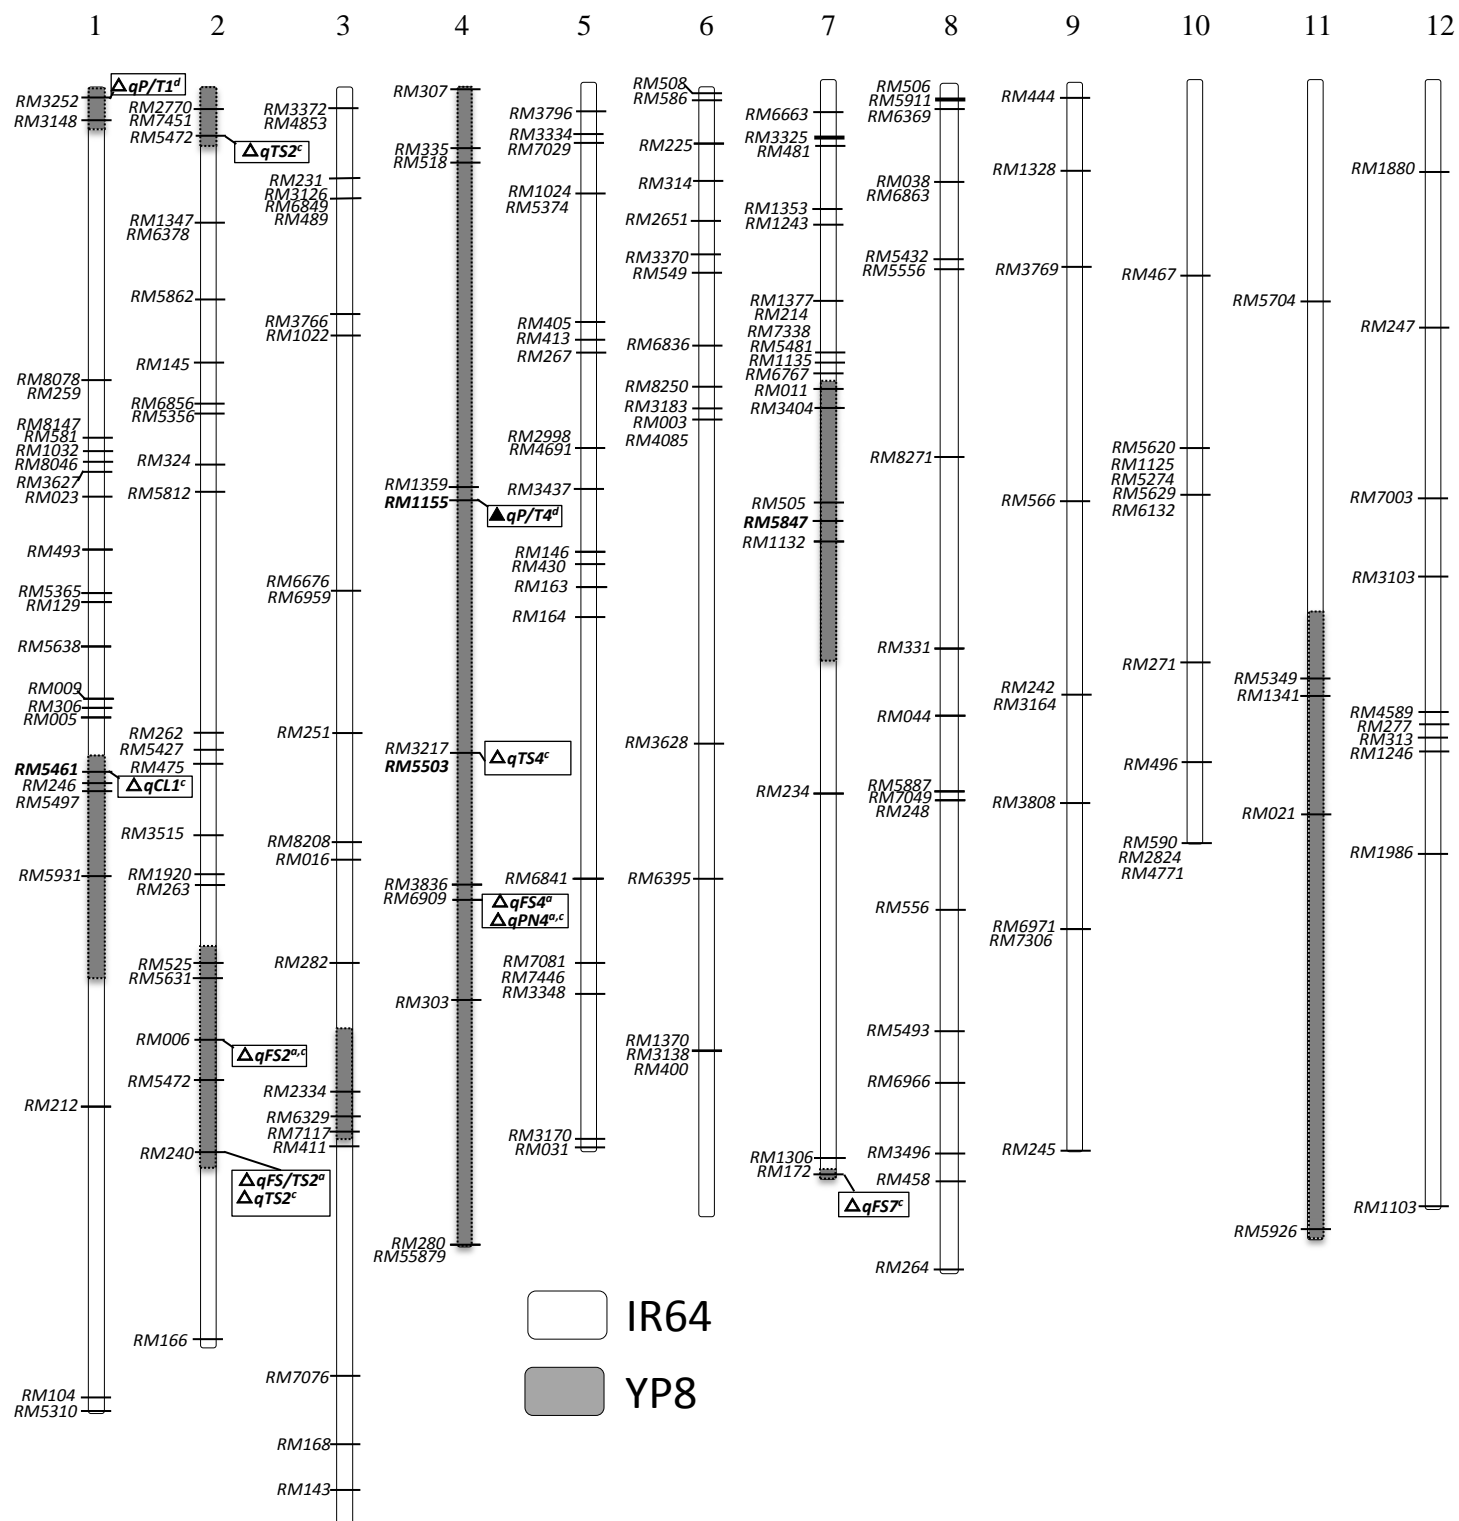 1 2 3 4 5 6 7 8 9 10 11 12
RM3252
RM3148
△qP/T1ᵈ
RM8078
RM259
RM8147
RM581
RM1032
RM8046
RM3627
RM023
RM493
RM5365
RM129
RM5638
RM009
RM306
RM005
RM5461
RM246
RM5497
△qCL1ᶜ
RM5931
RM212
RM104
RM5310
RM2770
RM7451
RM5472
△qTS2ᶜ
RM1347
RM6378
RM5862
RM145
RM6856
RM5356
RM324
RM5812
RM262
RM5427
RM475
RM3515
RM1920
RM263
RM525
RM5631
RM006
△qFS2ᵃ,ᶜ
RM5472
RM240
△qFS/TS2ᵃ
△qTS2ᶜ
RM166
RM3372
RM4853
RM231
RM3126
RM6849
RM489
RM3766
RM1022
RM6676
RM6959
RM251
RM8208
RM016
RM282
RM2334
RM6329
RM7117
RM411
RM7076
RM168
RM143
RM307
RM335
RM518
RM1359
RM1155
▲qP/T4ᵈ
RM3217
RM5503
△qTS4ᶜ
RM3836
RM6909
△qFS4ᵃ
△qPN4ᵃ,ᶜ
RM303
RM280
RM55879
RM3796
RM3334
RM7029
RM1024
RM5374
RM405
RM413
RM267
RM2998
RM4691
RM3437
RM146
RM430
RM163
RM164
RM6841
RM7081
RM7446
RM3348
RM3170
RM031
RM508
RM586
RM225
RM314
RM2651
RM3370
RM549
RM6836
RM8250
RM3183
RM003
RM4085
RM3628
RM6395
RM1370
RM3138
RM400
RM6663
RM3325
RM481
RM1353
RM1243
RM1377
RM214
RM7338
RM5481
RM1135
RM6767
RM011
RM3404
RM505
RM5847
RM1132
RM234
RM1306
RM172
△qFS7ᶜ
RM506
RM5911
RM6369
RM038
RM6863
RM5432
RM5556
RM8271
RM331
RM044
RM5887
RM7049
RM248
RM556
RM5493
RM6966
RM3496
RM458
RM264
RM444
RM1328
RM3769
RM566
RM242
RM3164
RM3808
RM6971
RM7306
RM245
RM467
RM5620
RM1125
RM5274
RM5629
RM6132
RM271
RM496
RM590
RM2824
RM4771
RM5704
RM5349
RM1341
RM021
RM5926
RM1880
RM247
RM7003
RM3103
RM4589
RM277
RM313
RM1246
RM1986
RM1103
IR64
YP8